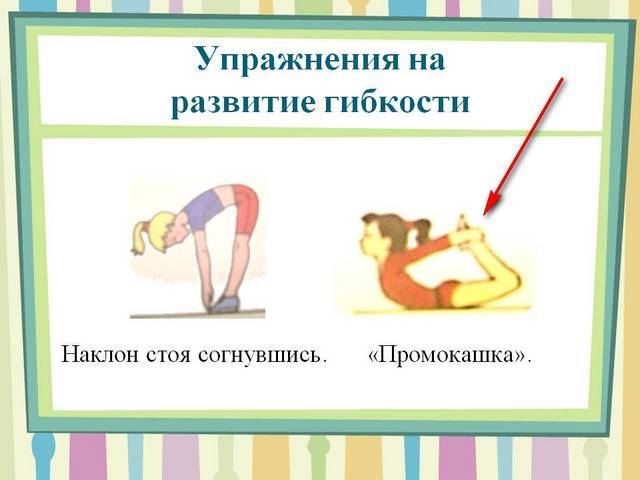 Упражнения на
развитие гибкости
Наклон стоя согнувшись.
«Промокашка».